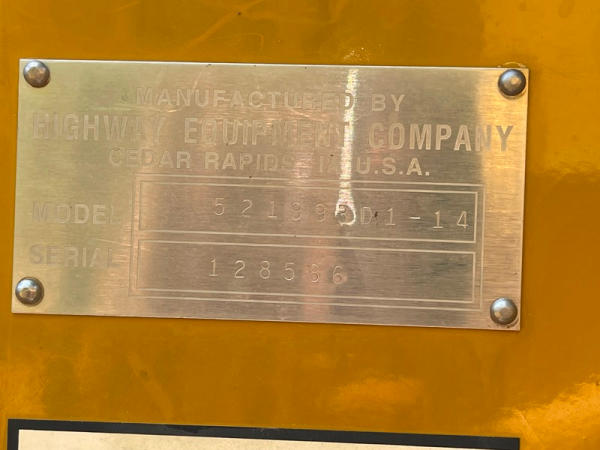 MANUFACTURED BY
HIGHWAY EQUIPMENT COMPANY
CEDAR RAPIDS, IA U.S.A.
MODEL
SERIAL 128566